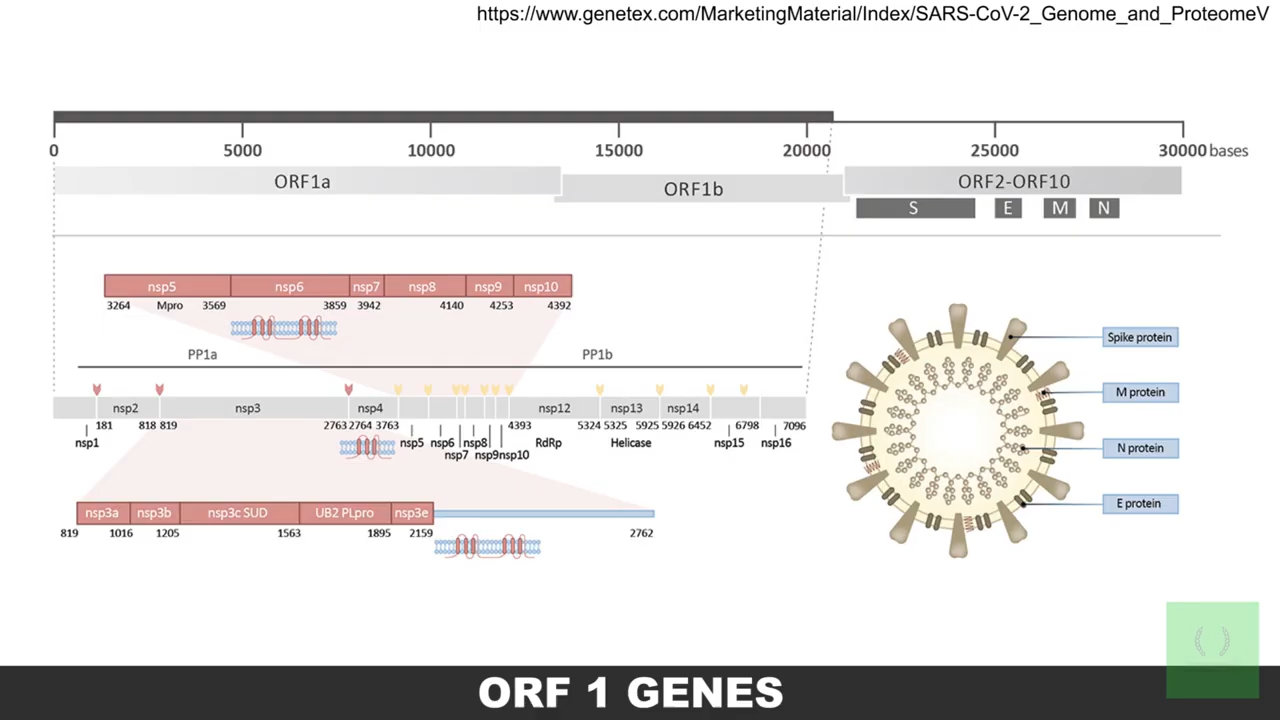 https://www.genetex.com/MarketingMaterial/Index/SARS-CoV-2_Genome_and_ProteomeV
0 5000 10000 15000 20000 25000 30000 bases
ORF1a ORF1b ORF2-ORF10
S E M N
nsp5 nsp6 nsp7 nsp8 nsp9 nsp10
3264 Mpro 3569 3859 3942 4140 4253 4392
PP1a PP1b
nsp2 nsp3 nsp4 nsp12 nsp13 nsp14
181 818 819 2763 2764 3763 4393 5324 5325 5925 5926 6452 6798 7096
nsp1 nsp5 nsp6 nsp8 RdRp Helicase nsp15 nsp16
nsp7 nsp9 nsp10
nsp3a nsp3b nsp3c SUD UB2 PLpro nsp3e
819 1016 1205 1563 1895 2159 2762
Spike protein
M protein
N protein
E protein
ORF 1 GENES